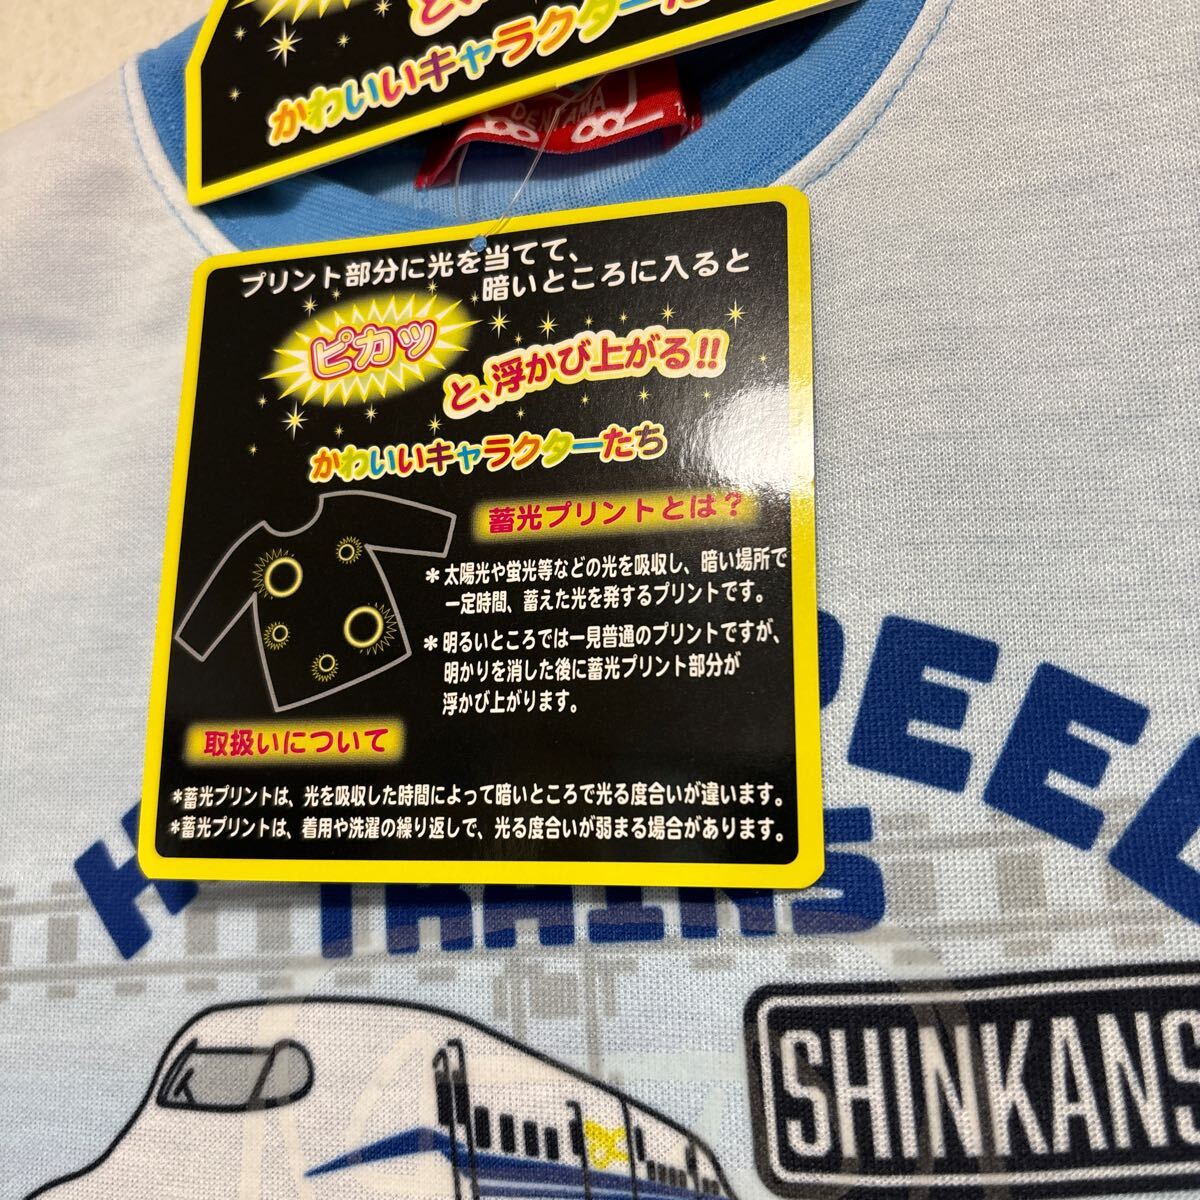 かわいいキャラクターたち
DENTAMA
プリント部分に光を当てて、
暗いところに入ると
ピカッ
と、浮かび上がる!!
かわいいキャラクターたち
蓄光プリントとは?
*太陽光や蛍光等などの光を吸収し、暗い場所で
一定時間、蓄えた光を発するプリントです。
*明るいところでは一見普通のプリントですが、
明かりを消した後に蓄光プリント部分が
浮かび上がります。
取扱いについて
*蓄光プリントは、光を吸収した時間によって暗いところで光る度合いが違います。
*蓄光プリントは、着用や洗濯の繰り返しで、光る度合いが弱まる場合があります。
H PEE
TRAINS
SHINKANS